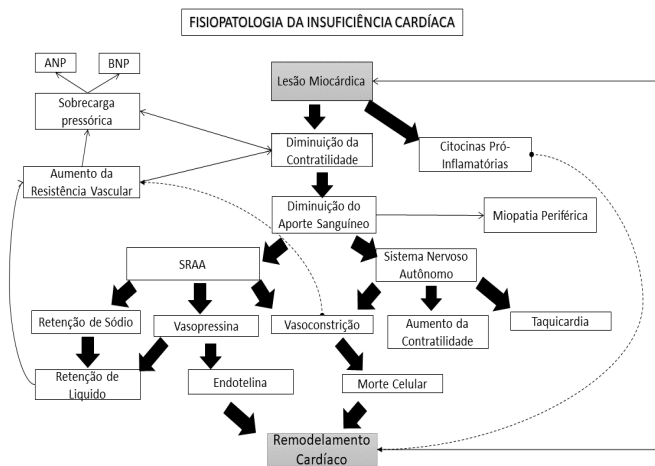 FISIOPATOLOGIA DA INSUFICIÊNCIA CARDÍACA
ANP
BNP
Sobrecarga
pressórica
Lesão Miocárdica
Diminuição da
Contratilidade
Citocinas Pró-
Inflamatórias
Aumento da
Resistência Vascular
Diminuição do
Aporte Sanguíneo
Miopatia Periférica
SRAA
Sistema Nervoso
Autônomo
Retenção de Sódio
Vasopressina
Vasoconstrição
Aumento da
Contratilidade
Taquicardia
Retenção de
Liquido
Endotelina
Morte Celular
Remodelamento
Cardíaco